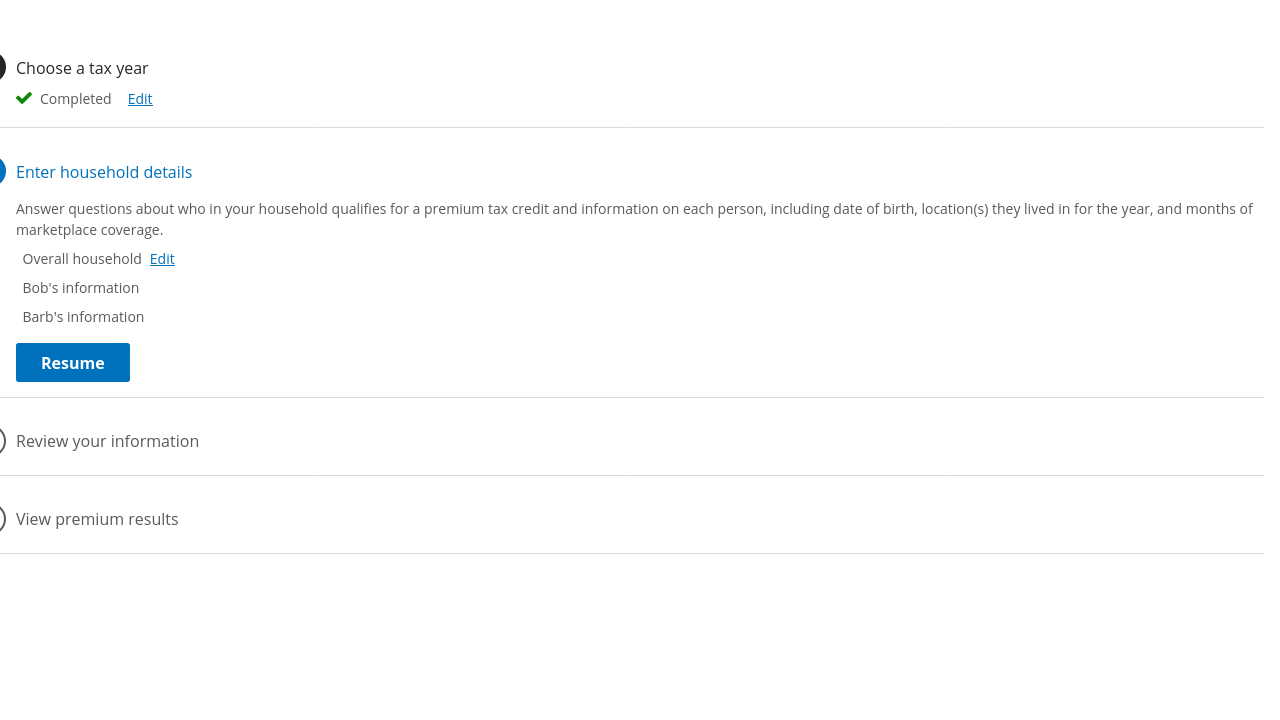 Choose a tax year
Completed Edit
Enter household details
Answer questions about who in your household qualifies for a premium tax credit and information on each person, including date of birth, location(s) they lived in for the year, and months of
marketplace coverage.
Overall household Edit
Bob's information
Barb's information
Resume
Review your information
View premium results